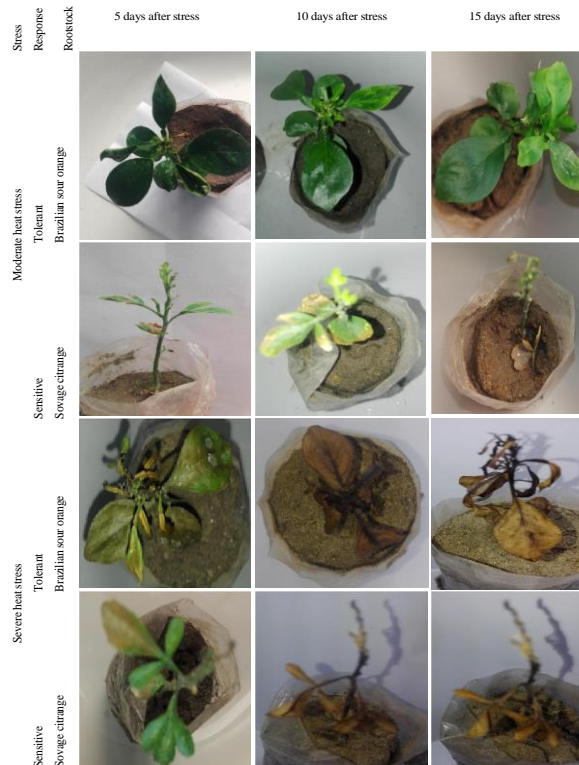 Stress
Response
Rootstock
5 days after stress
10 days after stress
15 days after stress
Moderate heat stress
Tolerant
Brazilian sour orange
Sensitive
Sovage citrange
Severe heat stress
Tolerant
Brazilian sour orange
Sensitive
Sovage citrange